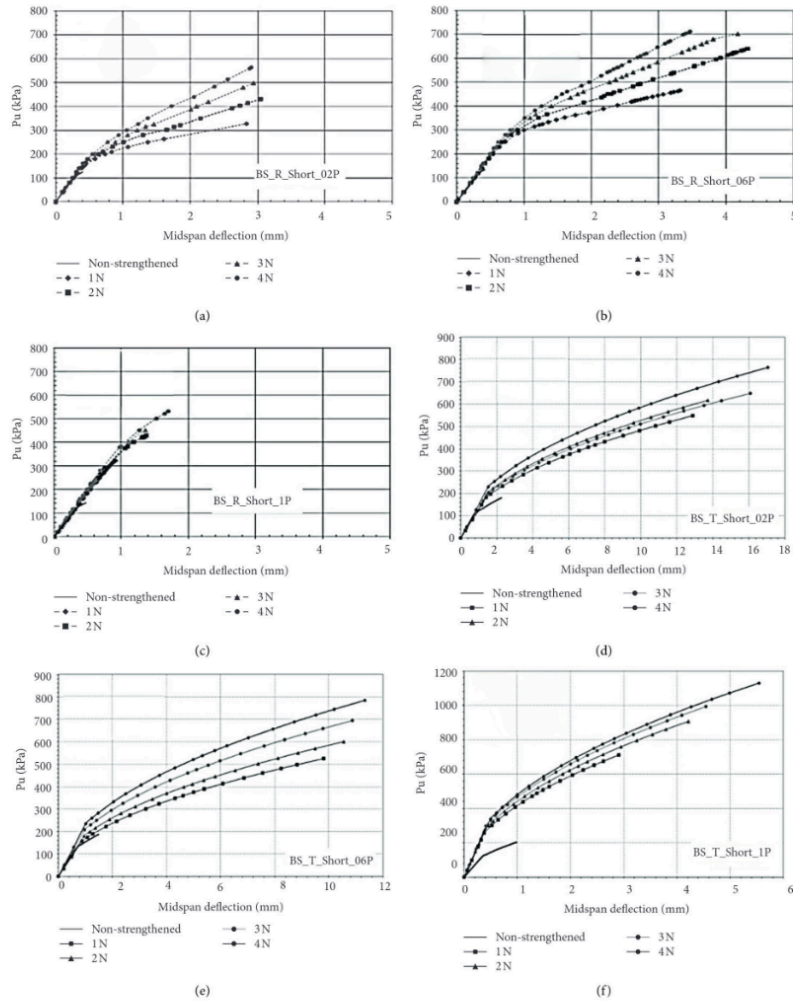 800
700
600
500
400
300
200
100
0
Pu (kPa)
BS_R_Short_02P
0 1 2 3 4 5
Midspan deflection (mm)
Non-strengthened
1N
2N
3N
4N
(a)
800
700
600
500
400
300
200
100
0
Pu (kPa)
BS_R_Short_06P
0 1 2 3 4 5
Midspan deflection (mm)
Non-strengthened
1N
2N
3N
4N
(b)
800
700
600
500
400
300
200
100
0
Pu (kPa)
BS_R_Short_1P
0 1 2 3 4 5
Midspan deflection (mm)
Non-strengthened
1N
2N
3N
4N
(c)
900
800
700
600
500
400
300
200
100
0
Pu (kPa)
BS_T_Short_02P
0 2 4 6 8 10 12 14 16 18
Midspan deflection (mm)
Non-strengthened
1N
2N
3N
4N
(d)
900
800
700
600
500
400
300
200
100
0
Pu (kPa)
BS_T_Short_06P
0 2 4 6 8 10 12
Midspan deflection (mm)
Non-strengthened
1N
2N
3N
4N
(e)
1200
1000
800
600
400
200
0
Pu (kPa)
BS_T_Short_1P
0 1 2 3 4 5 6
Midspan deflection (mm)
Non-strengthened
1N
2N
3N
4N
(f)